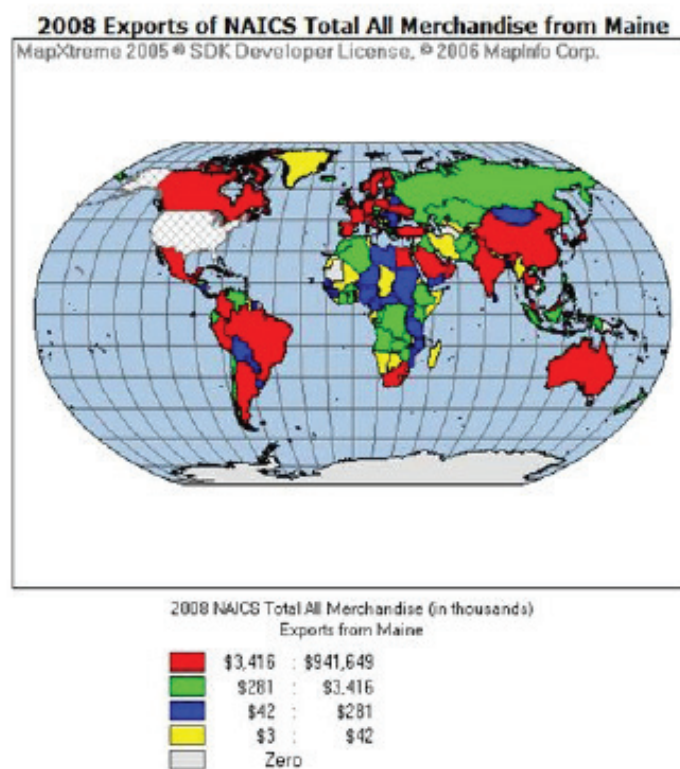 2008 Exports of NAICS Total All Merchandise from Maine
MapXtreme 2005 ® SDK Developer License, © 2006 MapInfo Corp.
2008 NAICS Total All Merchandise (in thousands)
Exports from Maine
$3,416 : $941,649
$281 : $3,416
$42 : $281
$3 : $42
Zero